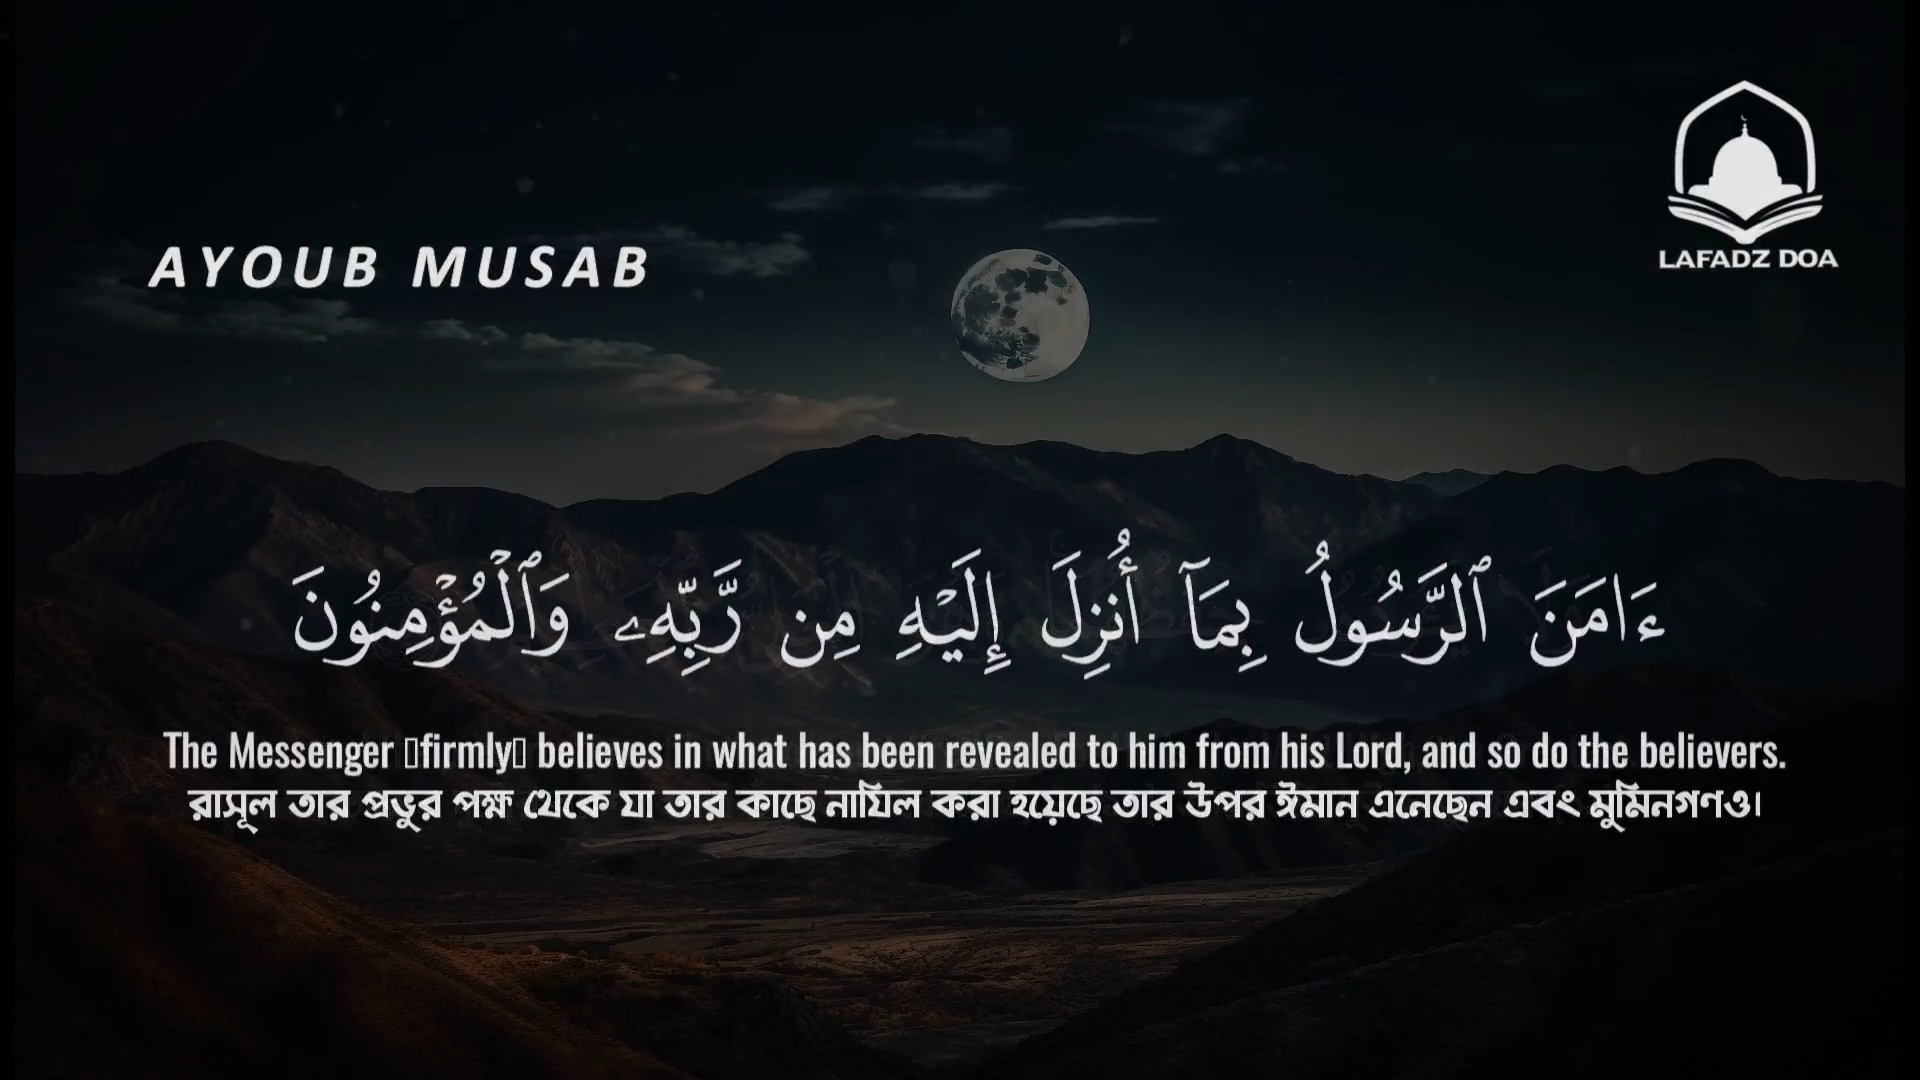 AYOUB MUSAB
LAFADZ DOA
ءَامَنَ ٱلرَّسُولُ بِمَآ أُنزِلَ إِلَيْهِ مِن رَّبِّهِۦ وَٱلْمُؤْمِنُونَ
The Messenger ▯firmly▯ believes in what has been revealed to him from his Lord, and so do the believers.
রাসূল তার প্রভুর পক্ষ থেকে যা তার কাছে নাযিল করা হয়েছে তার উপর ঈমান এনেছেন এবং মুমিনগণও।